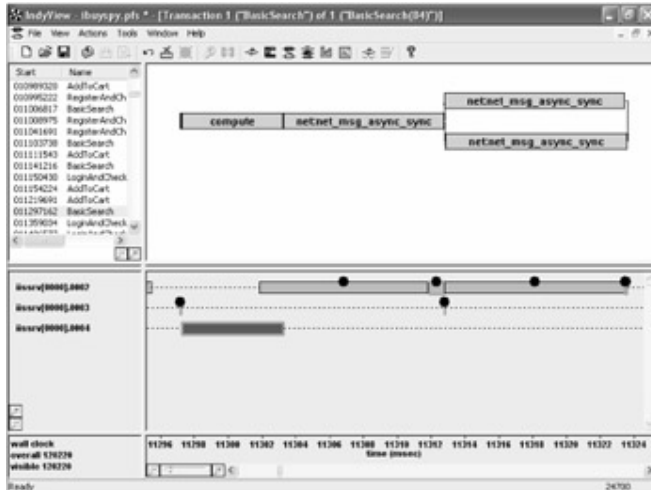 IndyView - ibuyspy.pfs * - [Transaction 1 ("BasicSearch") of 1 ("BasicSearch(84)")]
File View Actions Tools Window Help
Start Name
010989328 AddToCart
010995222 RegisterAndCh
011006817 BasicSearch
011008975 RegisterAndCh
011041691 RegisterAndCh
011103738 BasicSearch
011111543 AddToCart
011141216 BasicSearch
011150430 LoginAndCheck
011154224 AddToCart
011219691 AddToCart
011297162 BasicSearch
011359034 LoginAndCheck
compute
net:net_msg_async_sync
net:net_msg_async_sync
net:net_msg_async_sync
iissrv[0000].0002
iissrv[0000].0003
iissrv[0000].0004
wall clock
overall 126220
visible 126220
11296 11298 11300 11302 11304 11306 11308 11310 11312 11314 11316 11318 11320 11322 11324
time (msec)
Ready
24700